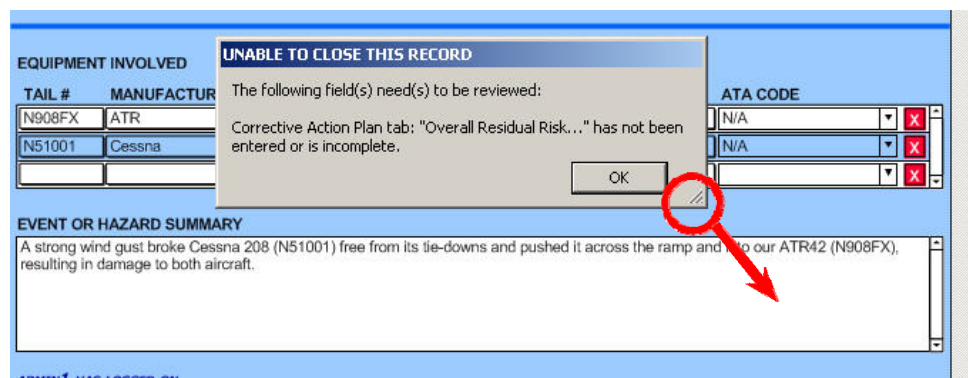 UNABLE TO CLOSE THIS RECORD
The following field(s) need(s) to be reviewed:
Corrective Action Plan tab: "Overall Residual Risk..." has not been
entered or is incomplete.
OK
EQUIPMENT INVOLVED
TAIL # ATA CODE
N908FX ATR N/A X
N51001 Cessna N/A X
X
EVENT OR HAZARD SUMMARY
A strong wind gust broke Cessna 208 (N51001) free from its tie-downs and pushed it across the ramp and our ATR42 (N908FX),
resulting in damage to both aircraft.